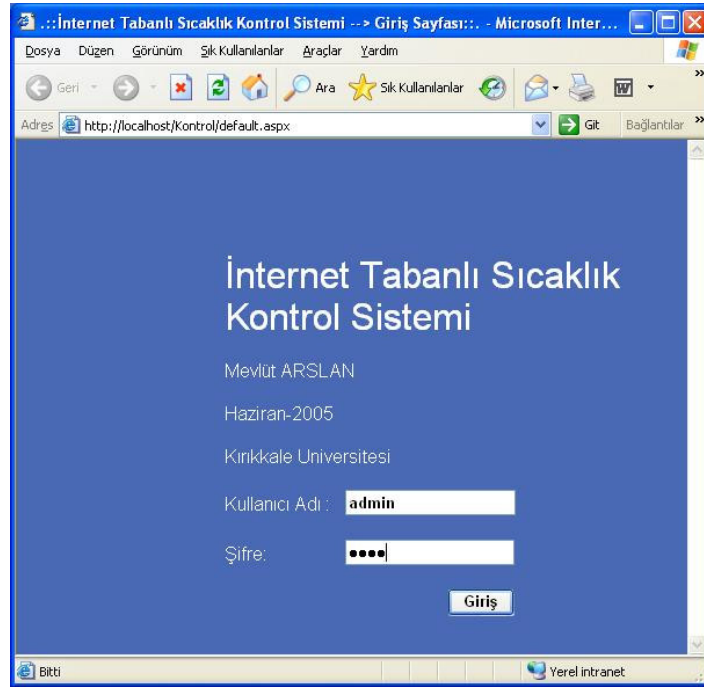 .::İnternet Tabanlı Sıcaklık Kontrol Sistemi --> Giriş Sayfası::. - Microsoft Inter...
Dosya Düzen Görünüm Sık Kullanılanlar Araçlar Yardım
Geri Ara Sık Kullanılanlar
Adres http://localhost/Kontrol/default.aspx Git Bağlantılar
İnternet Tabanlı Sıcaklık
Kontrol Sistemi
Mevlüt ARSLAN
Haziran-2005
Kırıkkale Universitesi
Kullanıcı Adı : admin
Şifre: ••••
Giriş
Bitti Yerel intranet